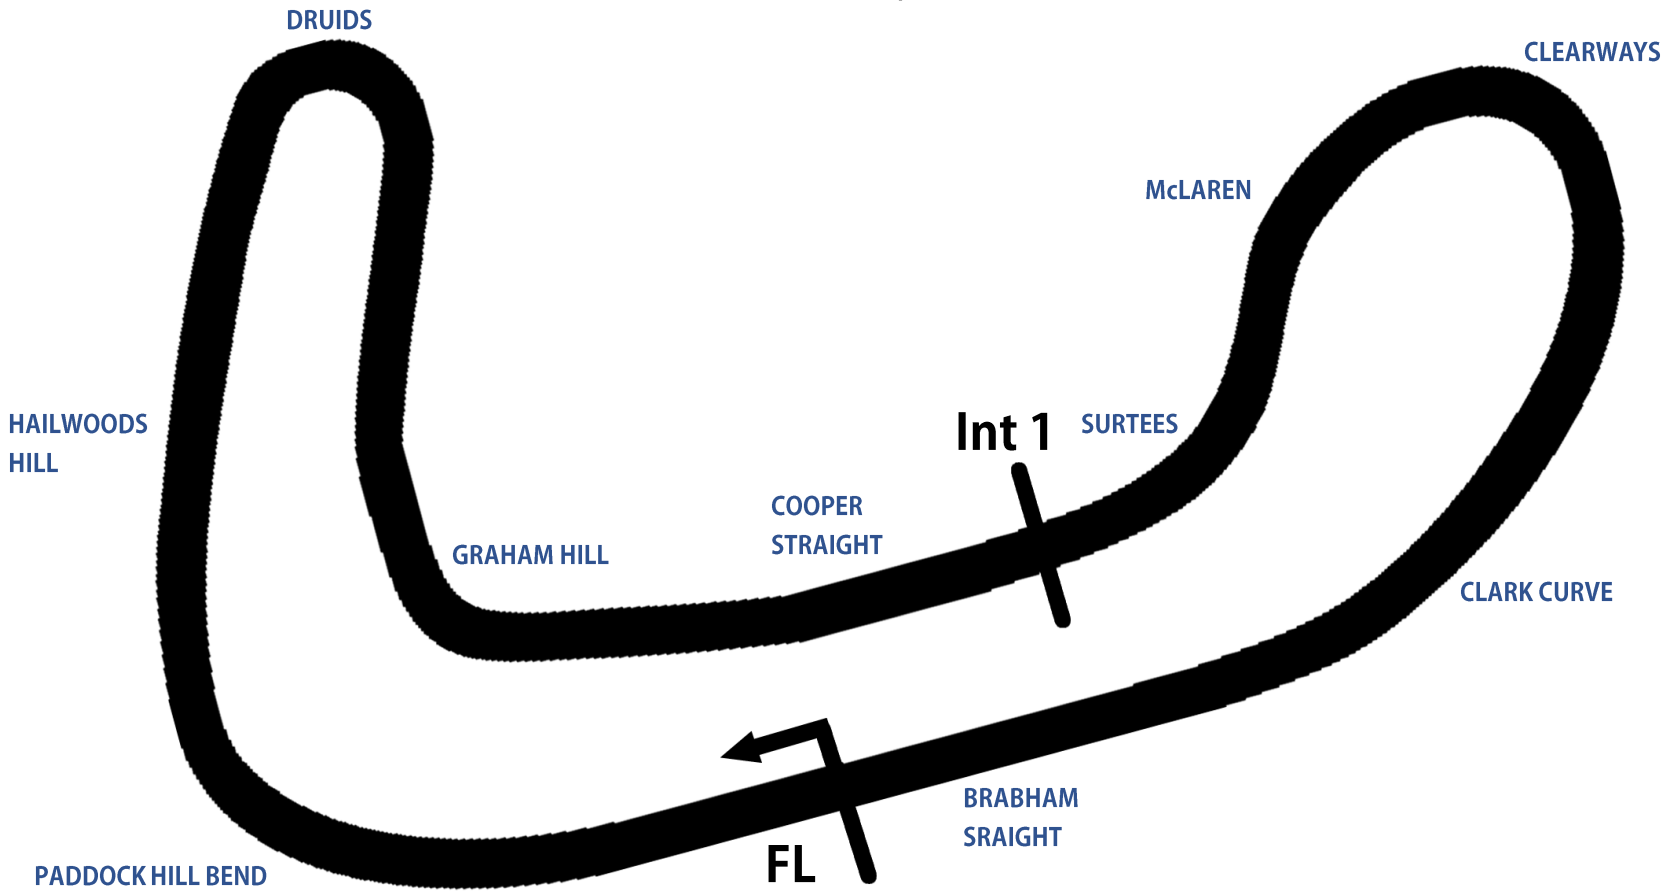 DRUIDS
CLEARWAYS
McLAREN
HAILWOODS
HILL
Int 1
SURTEES
COOPER
STRAIGHT
GRAHAM HILL
CLARK CURVE
BRABHAM
SRAIGHT
FL
PADDOCK HILL BEND